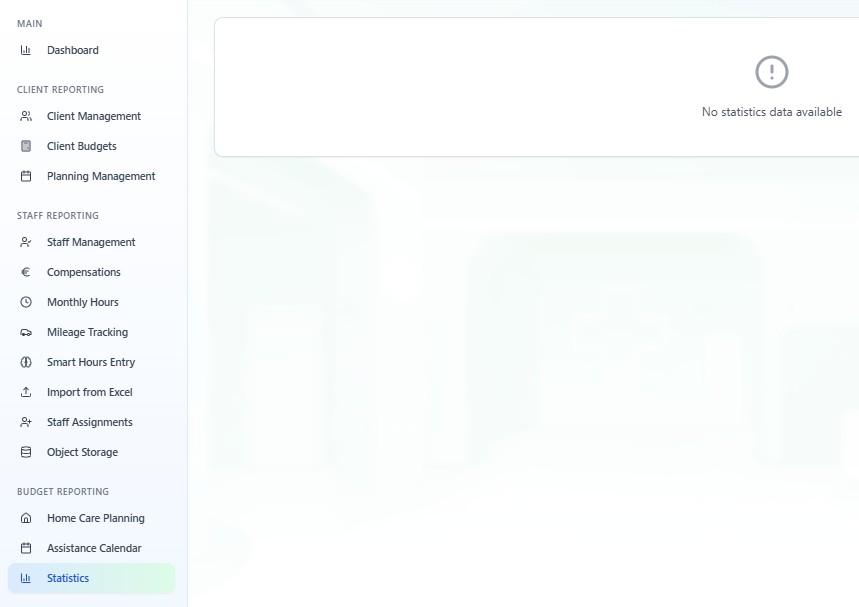 MAIN
Dashboard
CLIENT REPORTING
Client Management
Client Budgets
Planning Management
STAFF REPORTING
Staff Management
Compensations
Monthly Hours
Mileage Tracking
Smart Hours Entry
Import from Excel
Staff Assignments
Object Storage
BUDGET REPORTING
Home Care Planning
Assistance Calendar
Statistics
No statistics data available